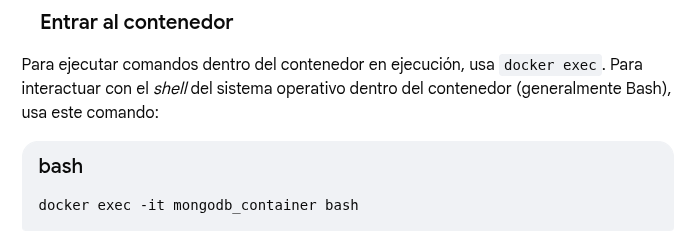 Entrar al contenedor
Para ejecutar comandos dentro del contenedor en ejecución, usa docker exec. Para
interactuar con el shell del sistema operativo dentro del contenedor (generalmente Bash),
usa este comando:
bash
docker exec -it mongodb_container bash